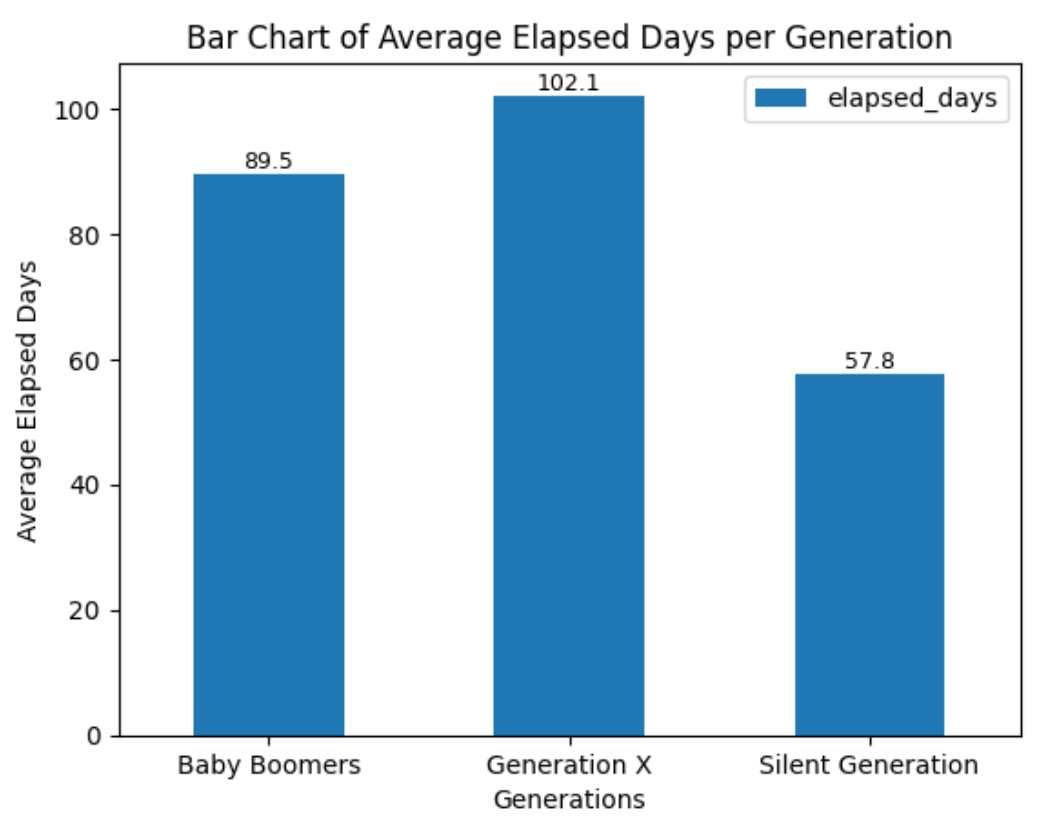 Bar Chart of Average Elapsed Days per Generation
elapsed_days
102.1
89.5
57.8
100
80
60
40
20
0
Average Elapsed Days
Baby Boomers
Generation X
Silent Generation
Generations